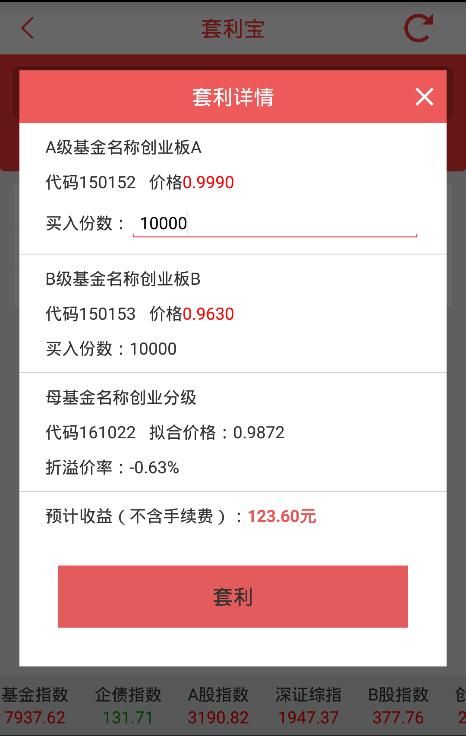 套利宝
套利详情
A级基金名称创业板A
代码150152 价格0.9990
买入份数：10000
B级基金名称创业板B
代码150153 价格0.9630
买入份数：10000
母基金名称创业分级
代码161022 拟合价格：0.9872
折溢价率：-0.63%
预计收益（不含手续费）：123.60元
套利
基金指数 企债指数 A股指数 深证综指 B股指数
7937.62 131.71 3190.82 1947.37 377.76